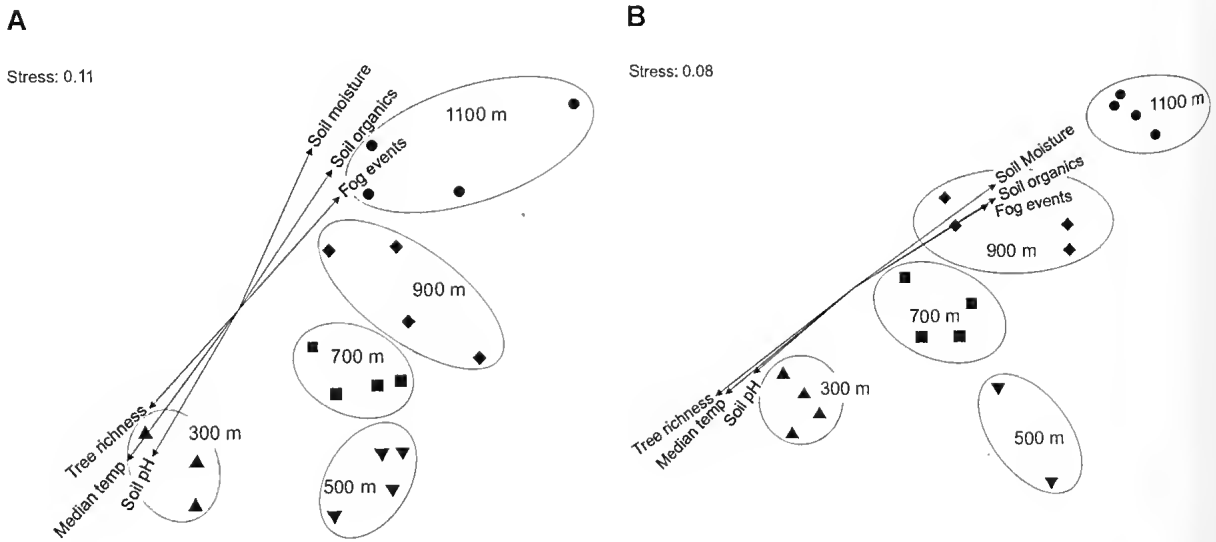 A
Stress: 0.11
Soil moisture
Soil organics
Fog events
1100 m
900 m
700 m
500 m
300 m
Tree richness
Median temp
Soil pH
B
Stress: 0.08
1100 m
Soil Moisture
Soil organics
Fog events
900 m
700 m
300 m
500 m
Tree richness
Median temp
Soil pH